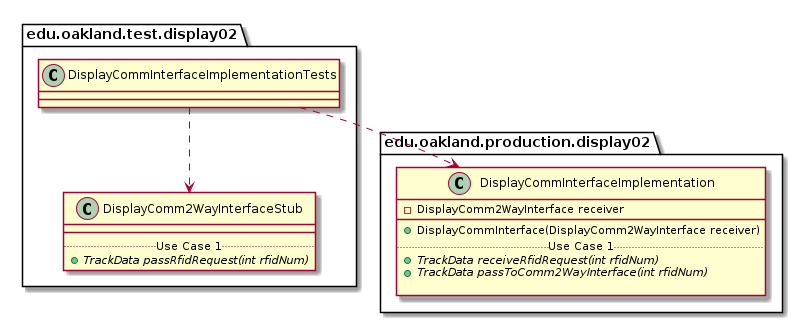 edu.oakland.test.display02
C DisplayCommInterfaceImplementationTests
edu.oakland.production.display02
C DisplayCommInterfaceImplementation
DisplayComm2WayInterface receiver
DisplayCommInterface(DisplayComm2WayInterface receiver)
Use Case 1
TrackData receiveRfidRequest(int rfidNum)
TrackData passToComm2WayInterface(int rfidNum)
C DisplayComm2WayInterfaceStub
Use Case 1
TrackData passRfidRequest(int rfidNum)